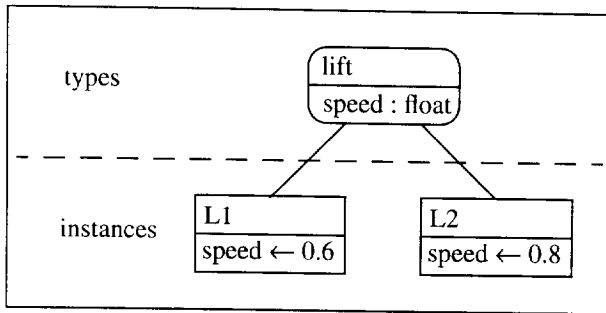 types
lift
speed : float
instances
L1
speed ← 0.6
L2
speed ← 0.8